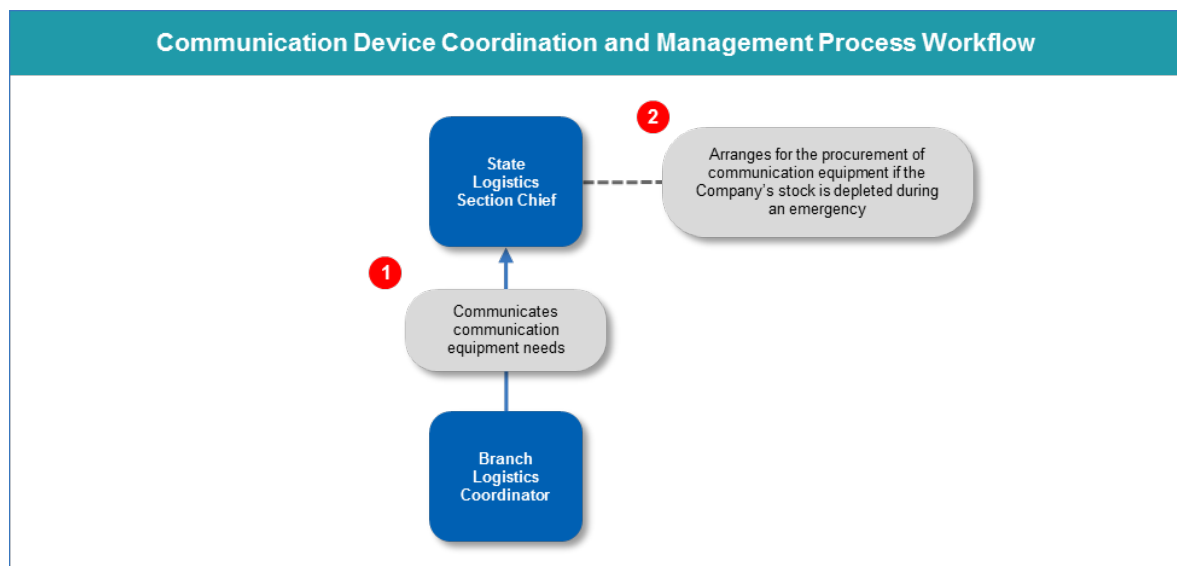 Communication Device Coordination and Management Process Workflow
2
State
Logistics
Section Chief
Arranges for the procurement of
communication equipment if the
Company's stock is depleted during
an emergency
1
Communicates
communication
equipment needs
Branch
Logistics
Coordinator